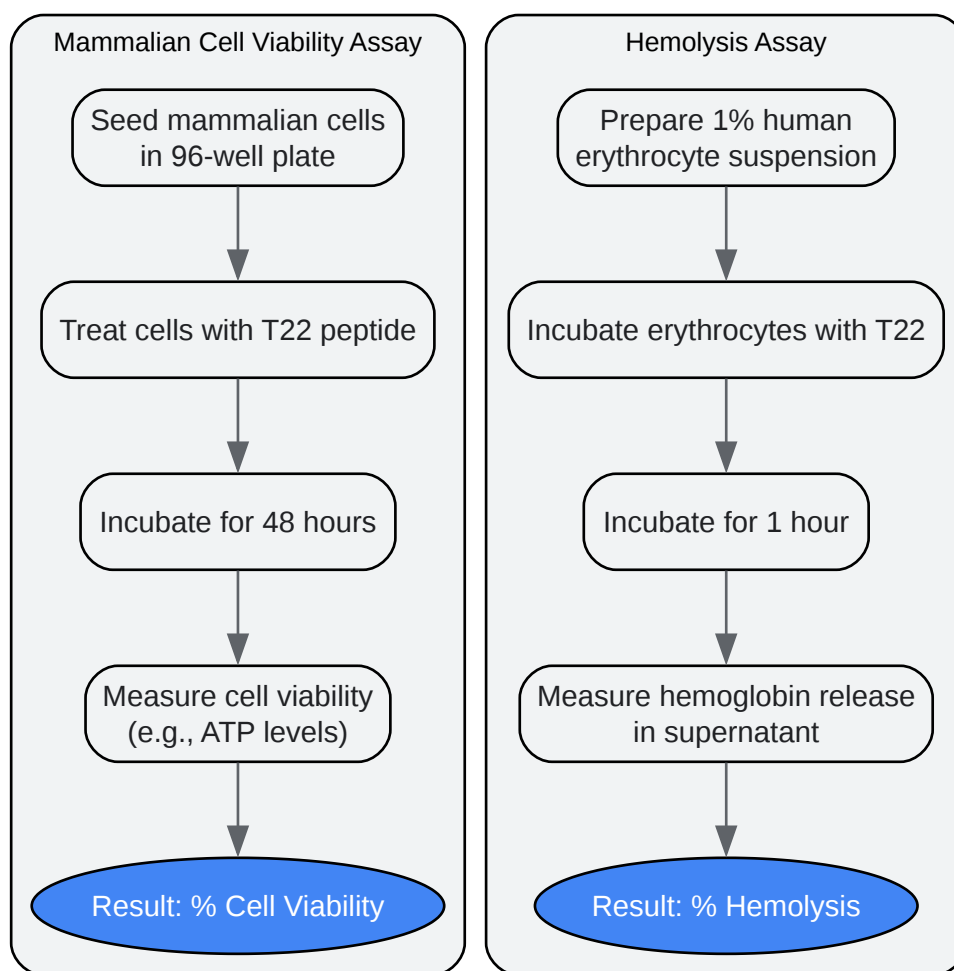 Mammalian Cell Viability Assay
Seed mammalian cells
in 96-well plate
Treat cells with T22 peptide
Incubate for 48 hours
Measure cell viability
(e.g., ATP levels)
Result: % Cell Viability
Hemolysis Assay
Prepare 1% human
erythrocyte suspension
Incubate erythrocytes with T22
Incubate for 1 hour
Measure hemoglobin release
in supernatant
Result: % Hemolysis